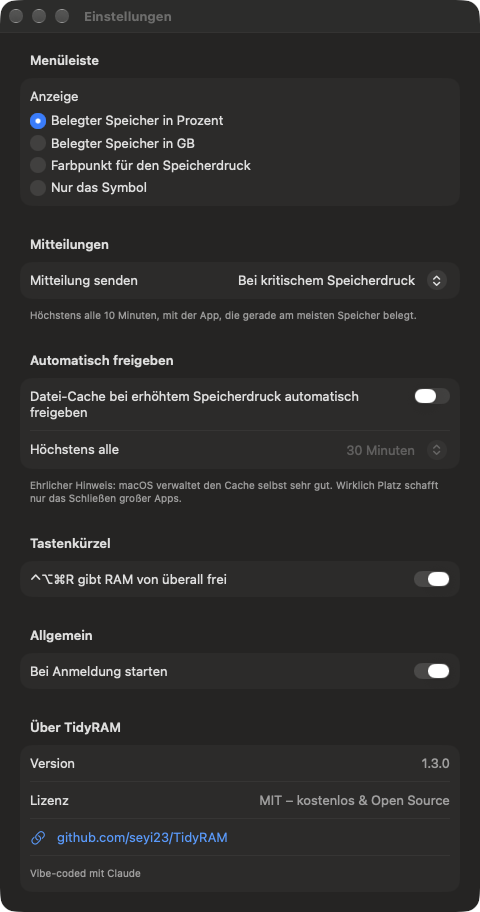 Einstellungen
Menüleiste
Anzeige
Belegter Speicher in Prozent
Belegter Speicher in GB
Farbpunkt für den Speicherdruck
Nur das Symbol
Mitteilungen
Mitteilung senden Bei kritischem Speicherdruck
Höchstens alle 10 Minuten, mit der App, die gerade am meisten Speicher belegt.
Automatisch freigeben
Datei-Cache bei erhöhtem Speicherdruck automatisch
freigeben
Höchstens alle 30 Minuten
Ehrlicher Hinweis: macOS verwaltet den Cache selbst sehr gut. Wirklich Platz schafft
nur das Schließen großer Apps.
Tastenkürzel
^⌥⌘R gibt RAM von überall frei
Allgemein
Bei Anmeldung starten
Über TidyRAM
Version 1.3.0
Lizenz MIT – kostenlos & Open Source
github.com/seyi23/TidyRAM
Vibe-coded mit Claude